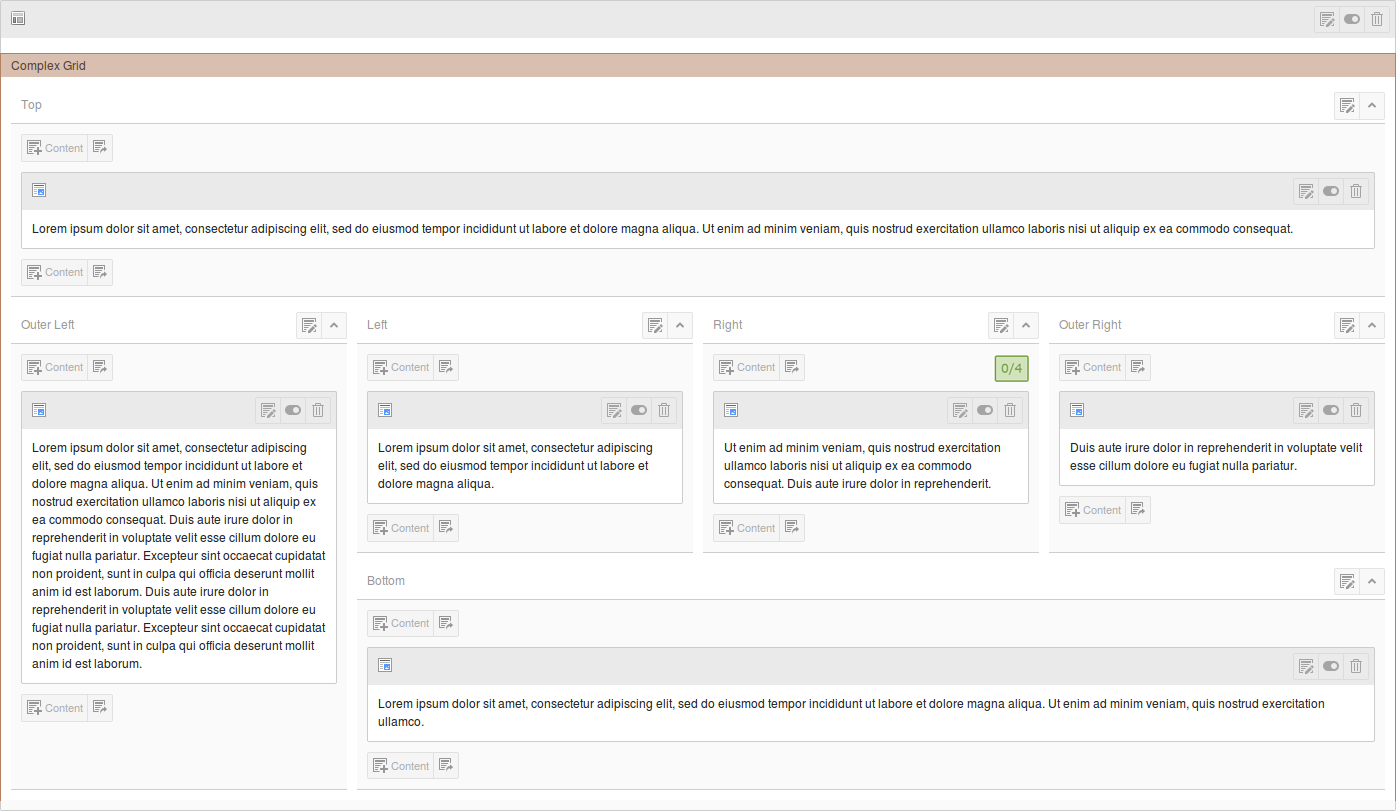 Complex Grid
Top
Content
Lorem ipsum dolor sit amet, consectetur adipiscing elit, sed do eiusmod tempor incididunt ut labore et dolore magna aliqua. Ut enim ad minim veniam, quis nostrud exercitation ullamco laboris nisi ut aliquip ex ea commodo consequat.
Content
Outer Left
Content
Lorem ipsum dolor sit amet, consectetur adipiscing
elit, sed do eiusmod tempor incididunt ut labore et
dolore magna aliqua. Ut enim ad minim veniam, quis
nostrud exercitation ullamco laboris nisi ut aliquip ex
ea commodo consequat. Duis aute irure dolor in
reprehenderit in voluptate velit esse cillum dolore eu
fugiat nulla pariatur. Excepteur sint occaecat cupidatat
non proident, sunt in culpa qui officia deserunt mollit
anim id est laborum. Duis aute irure dolor in
reprehenderit in voluptate velit esse cillum dolore eu
fugiat nulla pariatur. Excepteur sint occaecat cupidatat
non proident, sunt in culpa qui officia deserunt mollit
anim id est laborum.
Content
Left
Content
Lorem ipsum dolor sit amet, consectetur adipiscing
elit, sed do eiusmod tempor incididunt ut labore et
dolore magna aliqua.
Content
Right
Content
0/4
Ut enim ad minim veniam, quis nostrud exercitation
ullamco laboris nisi ut aliquip ex ea commodo
consequat. Duis aute irure dolor in reprehenderit.
Content
Outer Right
Content
Duis aute irure dolor in reprehenderit in voluptate velit
esse cillum dolore eu fugiat nulla pariatur.
Content
Bottom
Content
Lorem ipsum dolor sit amet, consectetur adipiscing elit, sed do eiusmod tempor incididunt ut labore et dolore magna aliqua. Ut enim ad minim veniam, quis nostrud exercitation
ullamco.
Content